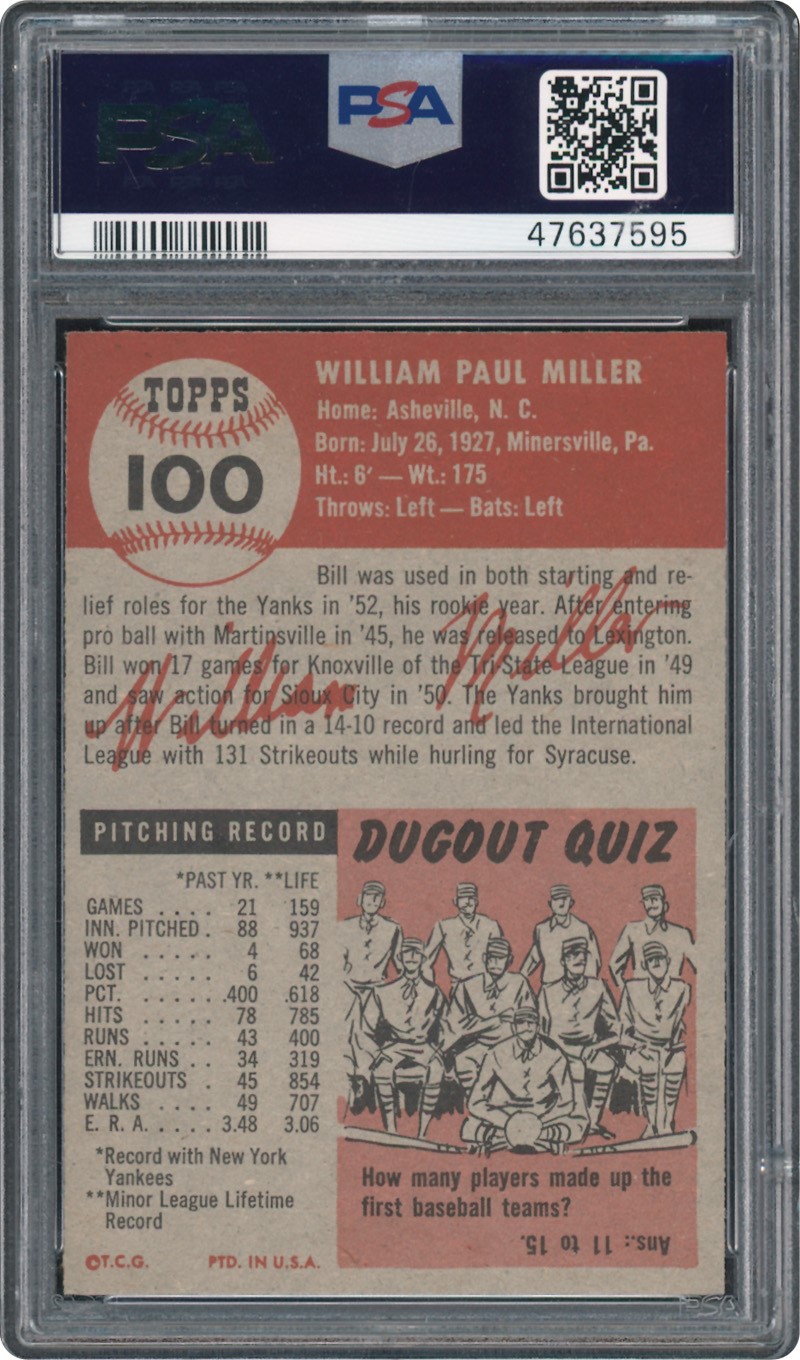 PSA
PSA
47637595
TOPPS
100
WILLIAM PAUL MILLER
Home: Asheville, N. C.
Born: July 26, 1927, Minersville, Pa.
Ht.: 6' — Wt.: 175
Throws: Left — Bats: Left
Bill was used in both starting and re-
lief roles for the Yanks in '52, his rookie year. After entering
pro ball with Martinsville in '45, he was released to Lexington.
Bill won 17 games for Knoxville of the Tri-State League in '49
and saw action for Sioux City in '50. The Yanks brought him
up after Bill turned in a 14-10 record and led the International
League with 131 Strikeouts while hurling for Syracuse.
William Miller
PITCHING RECORD
*PAST YR. **LIFE
GAMES . . . . 21 159
INN. PITCHED . 88 937
WON . . . . . 4 68
LOST . . . . . 6 42
PCT. . . . . . .400 .618
HITS . . . . . 78 785
RUNS . . . . . 43 400
ERN. RUNS . . 34 319
STRIKEOUTS . 45 854
WALKS . . . . 49 707
E. R. A. . . . . . 3.48 3.06
*Record with New York
Yankees
**Minor League Lifetime
Record
©T.C.G. PTD. IN U.S.A.
DUGOUT QUIZ
How many players made up the
first baseball teams?
Ans.: 11 to 15.
PSA